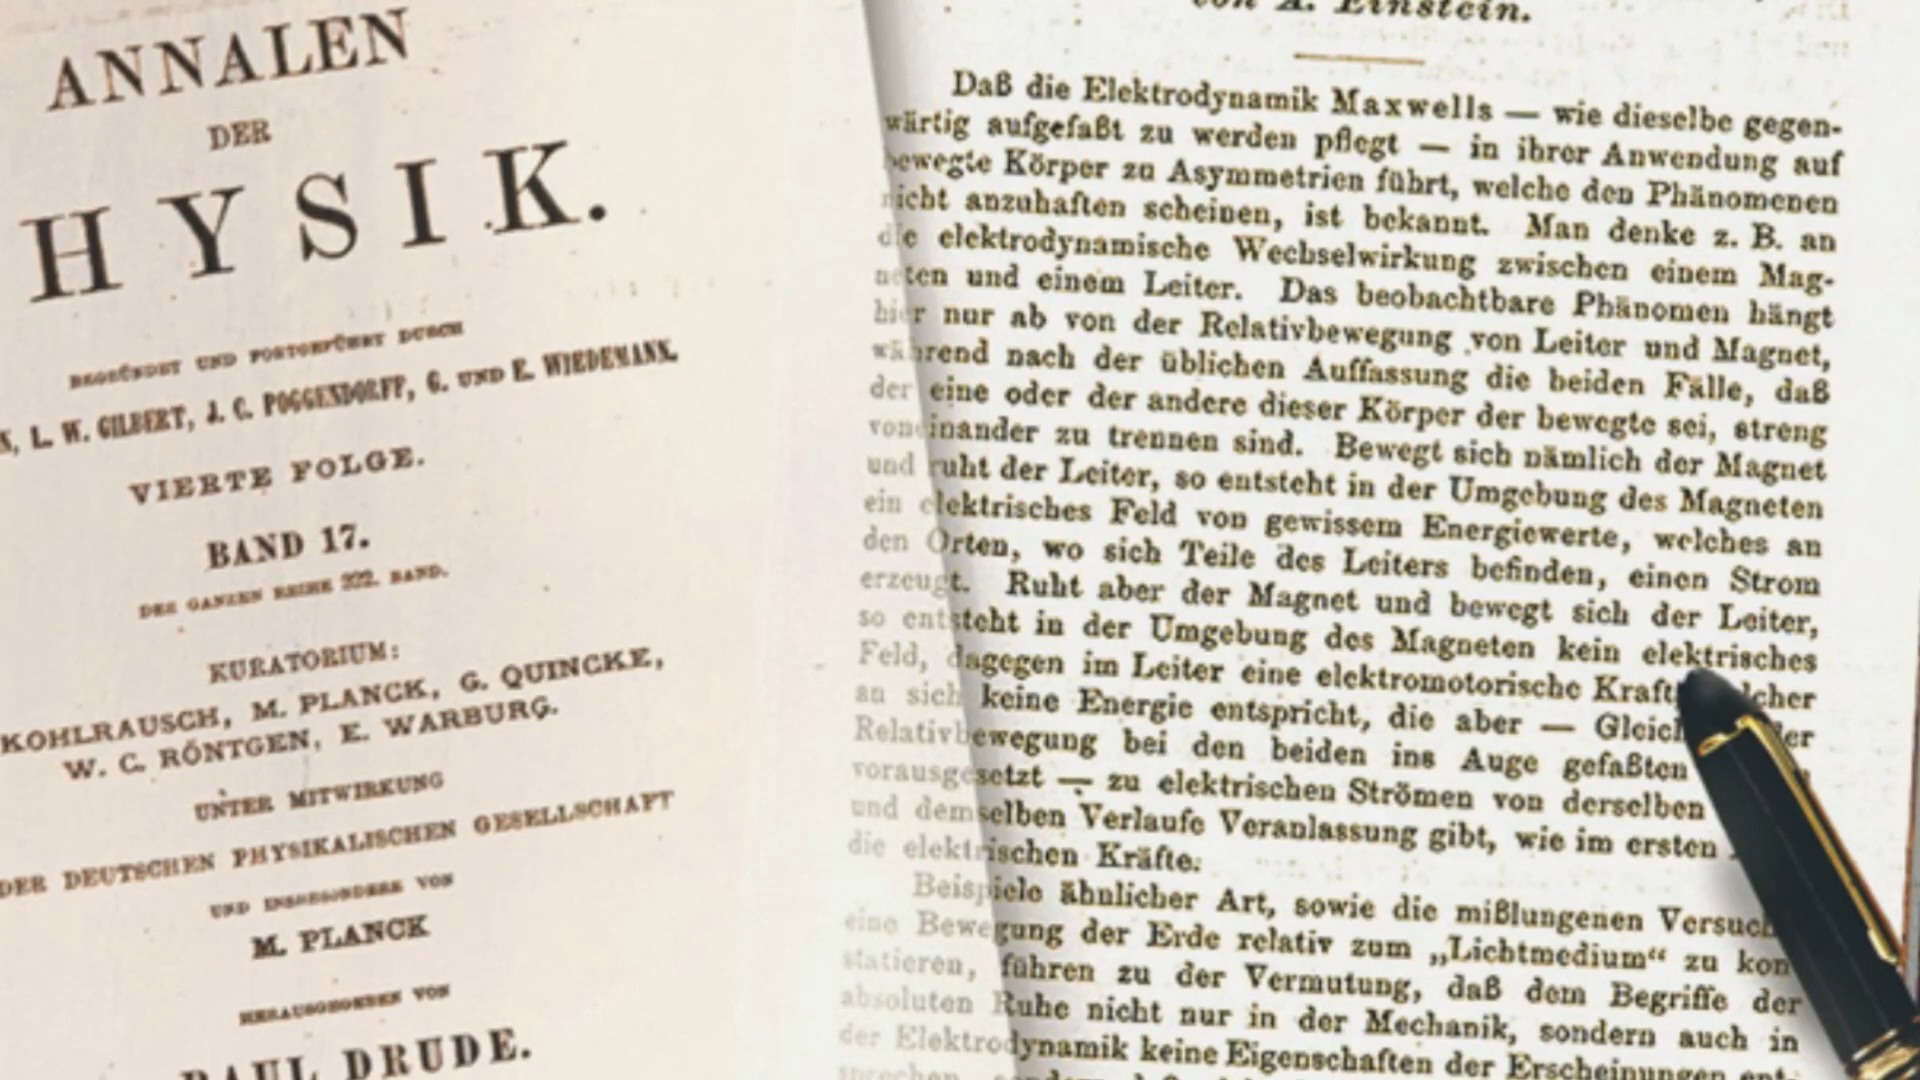 ANNALEN
DER
HYSIK.
BEGRÜNDET UND FORTGEFÜHRT DURCH
L. W. GILBERT, J. C. POGGENDORFF, G. UND E. WIEDEMANN.
VIERTE FOLGE.
BAND 17.
DER GANZEN REIHE 322. BAND.
KURATORIUM:
KOHLRAUSCH, M. PLANCK, G. QUINCKE,
W. C. RÖNTGEN, E. WARBURG.
UNTER MITWIRKUNG
DER DEUTSCHEN PHYSIKALISCHEN GESELLSCHAFT
UND INSBESONDERE VON
M. PLANCK
HERAUSGEGEBEN VON
PAUL DRUDE.
von A. Einstein.
Daß die Elektrodynamik Maxwells — wie dieselbe gegen-
wärtig aufgefaßt zu werden pflegt — in ihrer Anwendung auf
bewegte Körper zu Asymmetrien führt, welche den Phänomenen
nicht anzuhaften scheinen, ist bekannt. Man denke z. B. an
die elektrodynamische Wechselwirkung zwischen einem Mag-
neten und einem Leiter. Das beobachtbare Phänomen hängt
hier nur ab von der Relativbewegung von Leiter und Magnet,
während nach der üblichen Auffassung die beiden Fälle, daß
der eine oder der andere dieser Körper der bewegte sei, streng
voneinander zu trennen sind. Bewegt sich nämlich der Magnet
und ruht der Leiter, so entsteht in der Umgebung des Magneten
ein elektrisches Feld von gewissem Energiewerte, welches an
den Orten, wo sich Teile des Leiters befinden, einen Strom
erzeugt. Ruht aber der Magnet und bewegt sich der Leiter,
so entsteht in der Umgebung des Magneten kein elektrisches
Feld, dagegen im Leiter eine elektromotorische Kraft lcher
an sich keine Energie entspricht, die aber — Gleich der
Relativbewegung bei den beiden ins Auge gefaßten
vorausgesetzt — zu elektrischen Strömen von derselben
und demselben Verlaufe Veranlassung gibt, wie im ersten
die elektrischen Kräfte.
Beispiele ähnlicher Art, sowie die mißlungenen Versuch
eine Bewegung der Erde relativ zum „Lichtmedium“ zu kon
statieren, führen zu der Vermutung, daß dem Begriffe der
absoluten Ruhe nicht nur in der Mechanik, sondern auch in
der Elektrodynamik keine Eigenschaften der Erscheinungen ent-